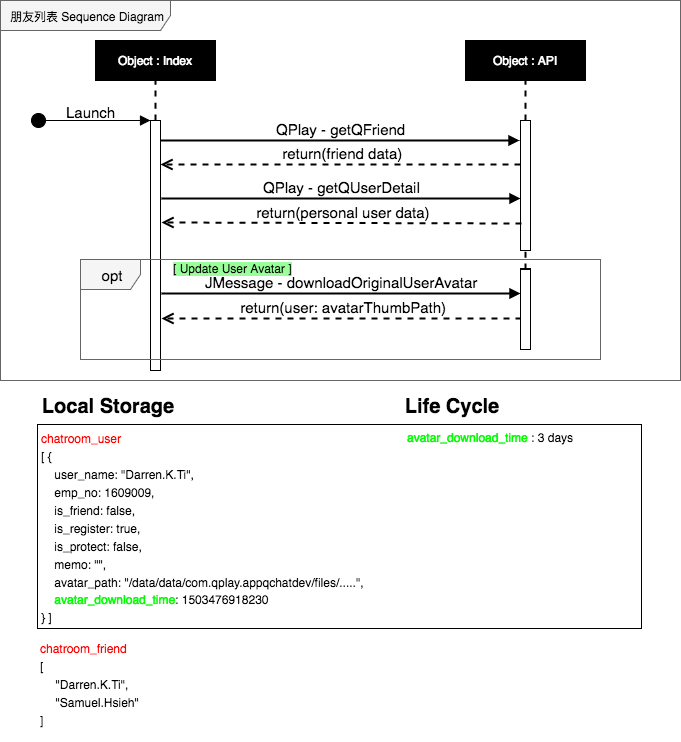 朋友列表 Sequence Diagram
Object : Index
Object : API
Launch
QPlay - getQFriend
return(friend data)
QPlay - getQUserDetail
return(personal user data)
opt
[ Update User Avatar ]
JMessage - downloadOriginalUserAvatar
return(user: avatarThumbPath)
Local Storage
Life Cycle
chatroom_user
avatar_download_time : 3 days
[ {
user_name: "Darren.K.Ti",
emp_no: 1609009,
is_friend: false,
is_register: true,
is_protect: false,
memo: "",
avatar_path: "/data/data/com.qplay.appqchatdev/files/.....",
avatar_download_time: 1503476918230
} ]
chatroom_friend
[
"Darren.K.Ti",
"Samuel.Hsieh"
]